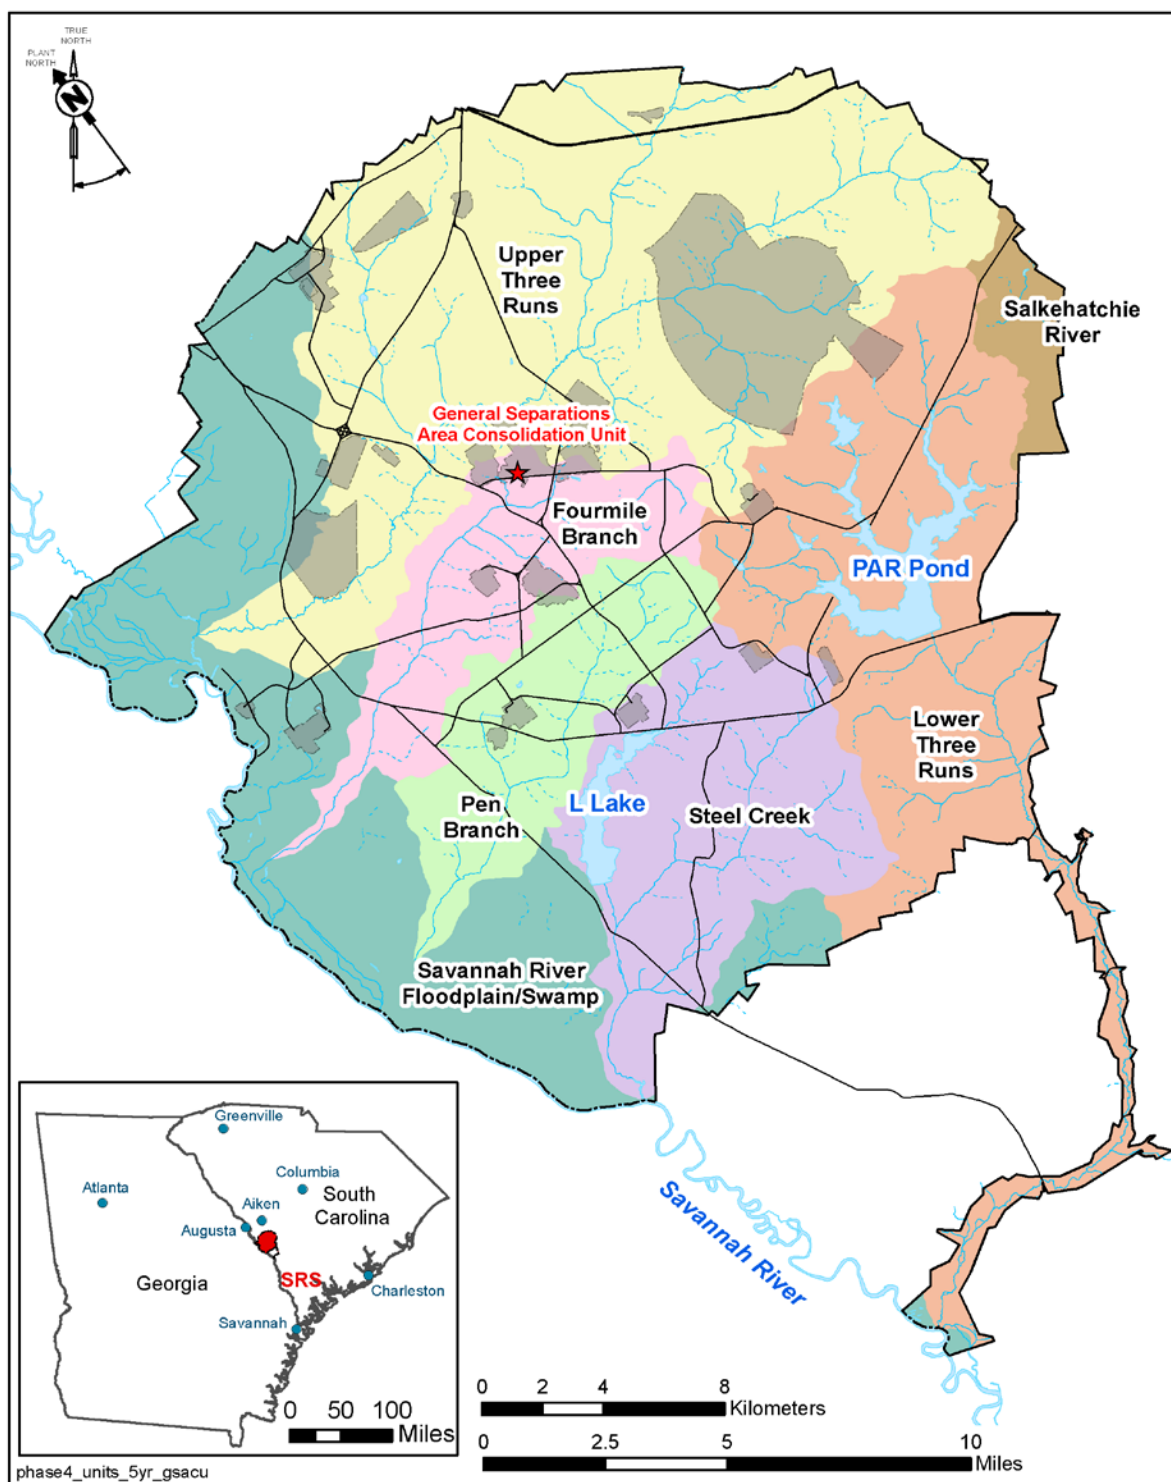 TRUE
NORTH
PLANT
NORTH
N
Upper
Three
Runs
Salkehatchie
River
General Separations
Area Consolidation Unit
Fourmile
Branch
PAR Pond
Lower
Three
Runs
L Lake
Pen
Branch
Steel Creek
Savannah River
Floodplain/Swamp
Savannah River
Greenville
Columbia
Atlanta
Aiken
South
Carolina
Augusta
Georgia
SRS
Charleston
Savannah
0 50 100
Miles
0 2 4 8
Kilometers
0 2.5 5 10
Miles
phase4_units_5yr_gsacu